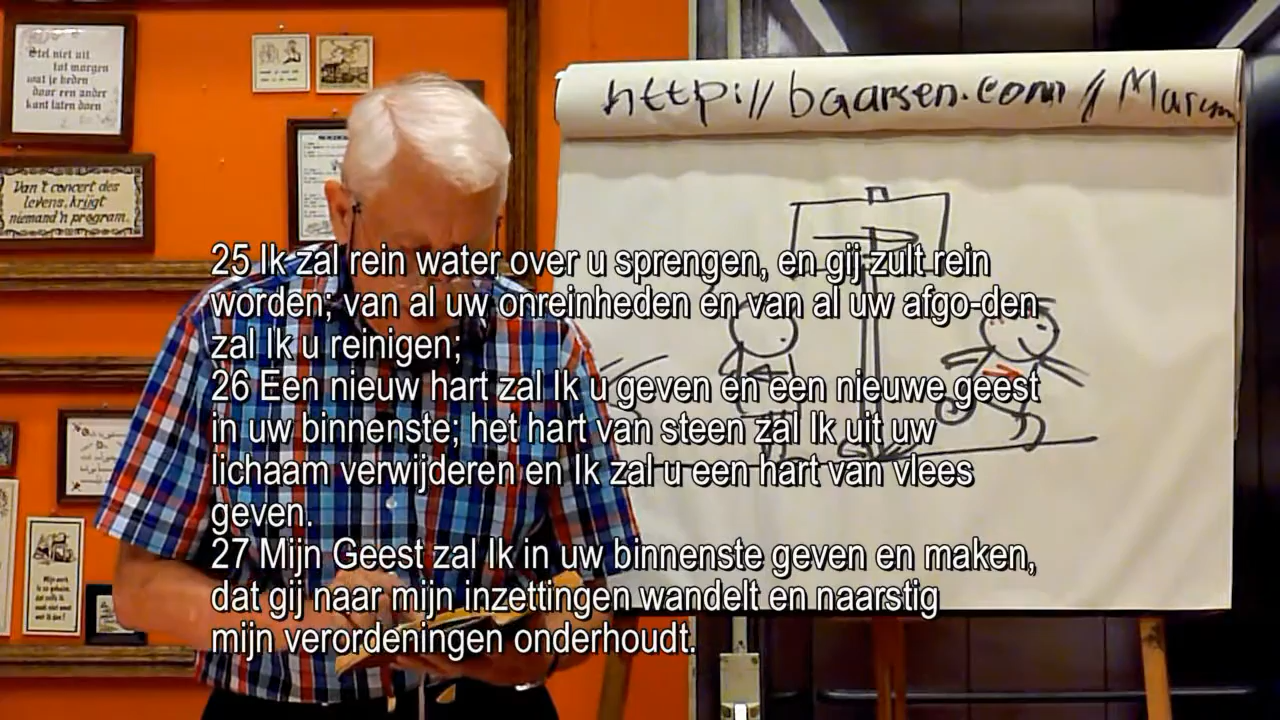 Stel niet uit
tot morgen
wat je heden
door een ander
kant laten doen
Van 't concert des
levens, krijgt
niemand 'n program.
http://baarsen.com/
25 Ik zal rein water over u sprengen, en gij zult rein
worden; van al uw onreinheden en van al uw afgo-den
zal Ik u reinigen;
26 Een nieuw hart zal Ik u geven en een nieuwe geest
in uw binnenste; het hart van steen zal Ik uit uw
lichaam verwijderen en Ik zal u een hart van vlees
geven.
27 Mijn Geest zal Ik in uw binnenste geven en maken,
dat gij naar mijn inzettingen wandelt en naarstig
mijn verordeningen onderhoudt.